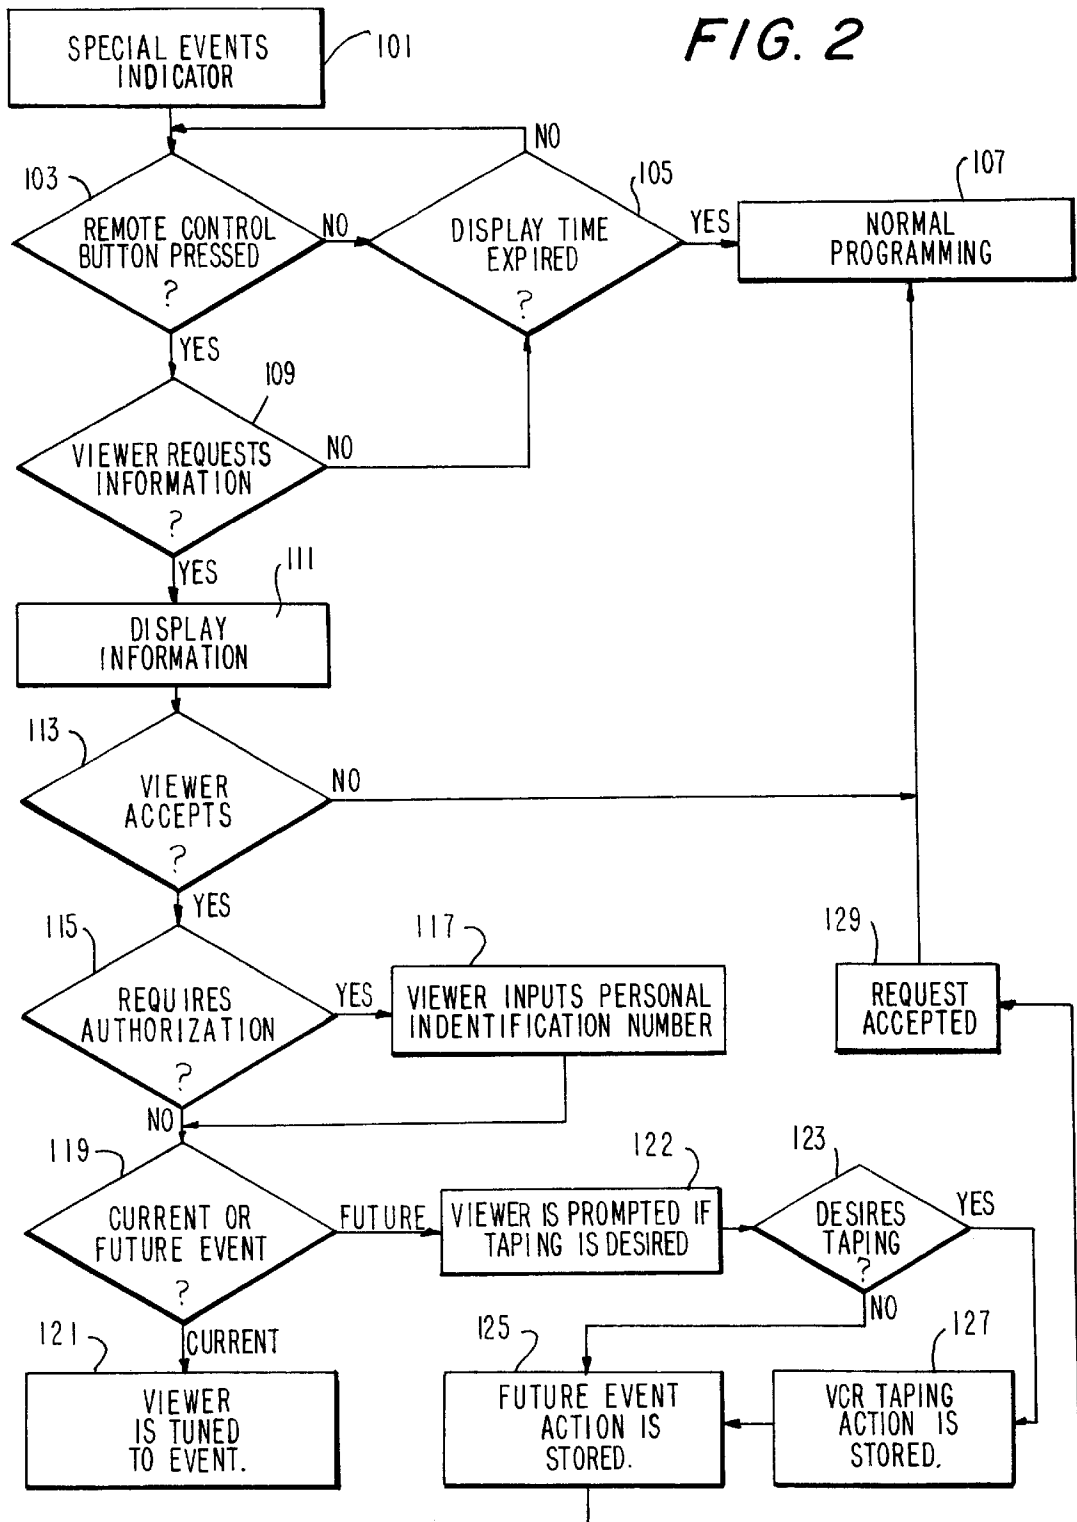 FIG. 2
SPECIAL EVENTS
INDICATOR
101
NO
103
REMOTE CONTROL
BUTTON PRESSED
?
NO
105
DISPLAY TIME
EXPIRED
?
YES
107
NORMAL
PROGRAMMING
YES
109
VIEWER REQUESTS
INFORMATION
?
NO
YES
111
DISPLAY
INFORMATION
113
VIEWER
ACCEPTS
?
NO
YES
115
REQUIRES
AUTHORIZATION
?
YES
117
VIEWER INPUTS PERSONAL
INDENTIFICATION NUMBER
129
REQUEST
ACCEPTED
NO
119
CURRENT OR
FUTURE EVENT
?
FUTURE
122
VIEWER IS PROMPTED IF
TAPING IS DESIRED
123
DESIRES
TAPING
?
YES
NO
CURRENT
121
VIEWER
IS TUNED
TO EVENT.
125
FUTURE EVENT
ACTION IS
STORED.
127
VCR TAPING
ACTION IS
STORED.